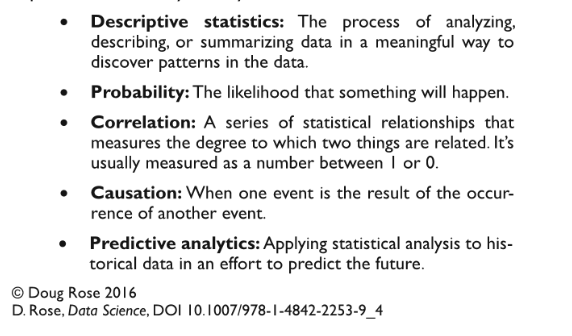 • Descriptive statistics: The process of analyzing,
describing, or summarizing data in a meaningful way to
discover patterns in the data.
• Probability: The likelihood that something will happen.
• Correlation: A series of statistical relationships that
measures the degree to which two things are related. It's
usually measured as a number between 1 or 0.
• Causation: When one event is the result of the occur-
rence of another event.
• Predictive analytics: Applying statistical analysis to his-
torical data in an effort to predict the future.
© Doug Rose 2016
D. Rose, Data Science, DOI 10.1007/978-1-4842-2253-9_4